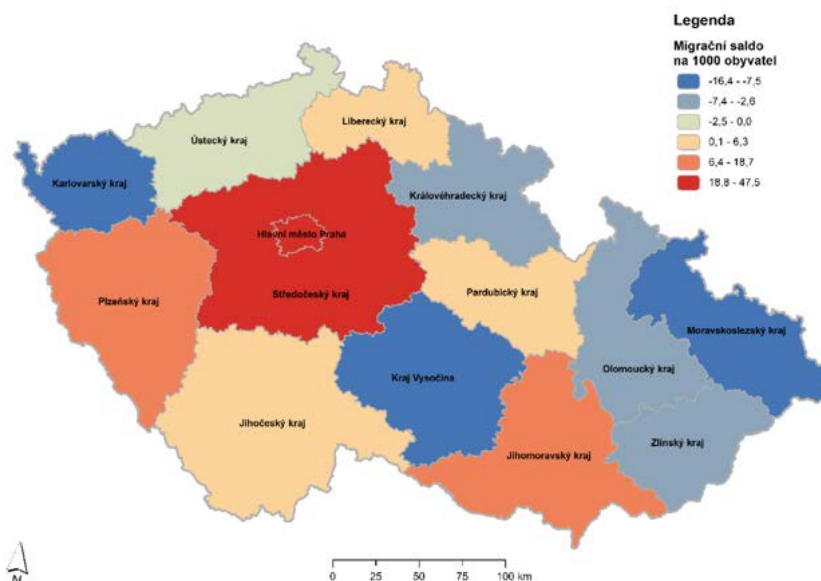 Legenda
Migrační saldo
na 1000 obyvatel
-16,4 - -7,5
-7,4 - -2,6
-2,5 - 0,0
0,1 - 6,3
6,4 - 18,7
18,8 - 47,5
Liberecký kraj
Ústecký kraj
Karlovarský kraj
Královéhradecký kraj
Hlavní město Praha
Plzeňský kraj
Středočeský kraj
Pardubický kraj
Moravskoslezský kraj
Olomoucký kraj
Kraj Vysočina
Jihočeský kraj
Zlínský kraj
Jihomoravský kraj
N
0 25 50 75 100 km